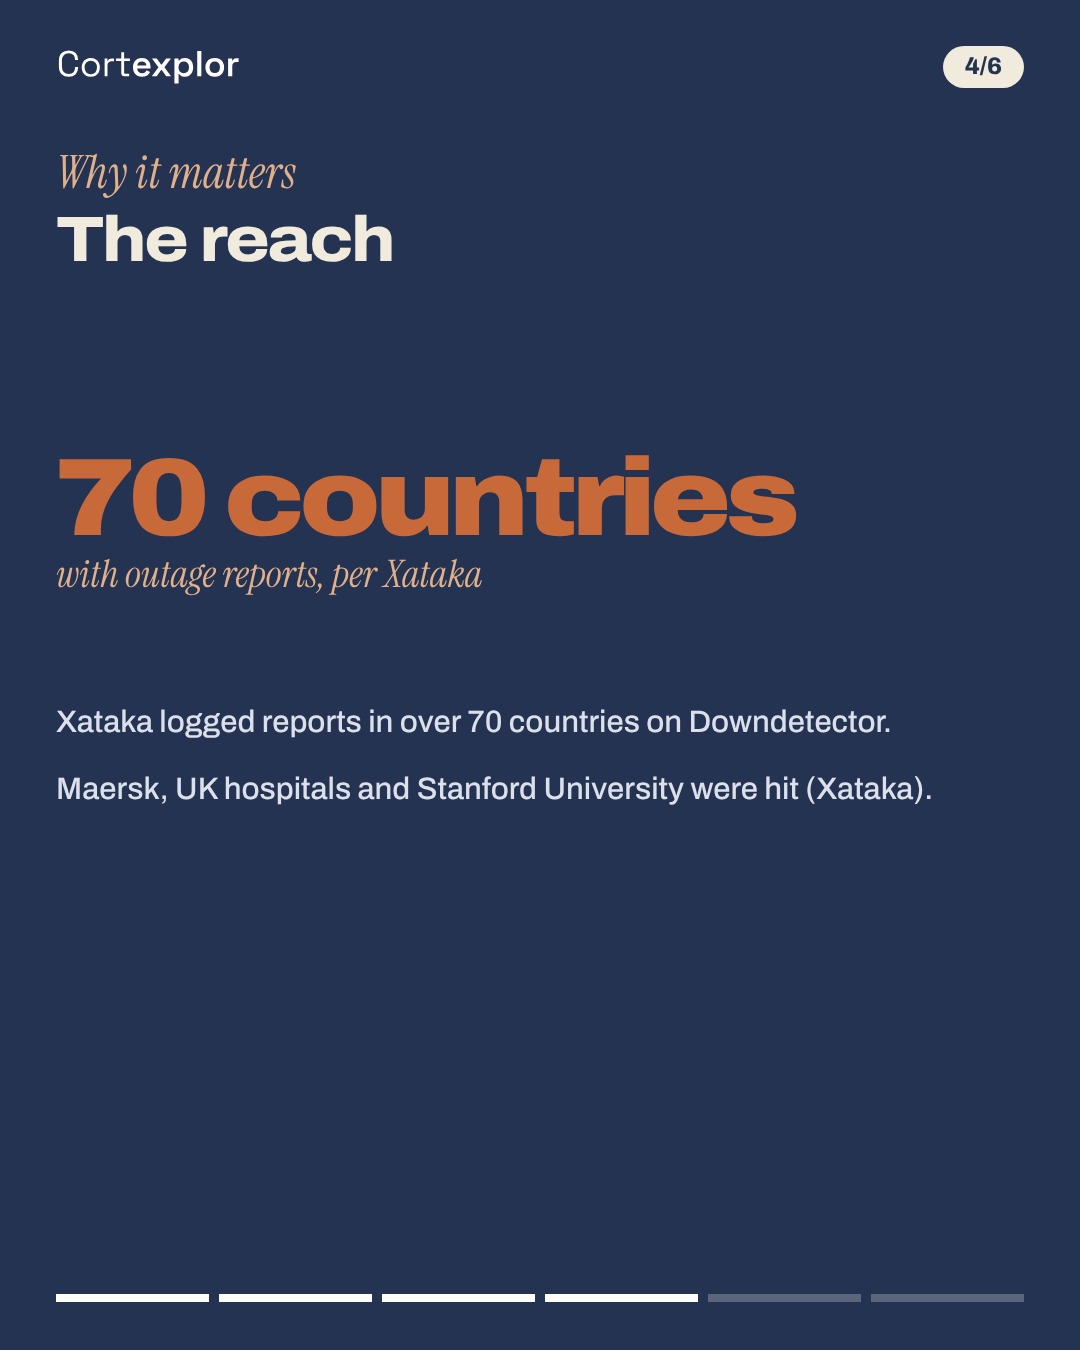 Cortexplor
4/6
Why it matters
The reach
70 countries
with outage reports, per Xataka
Xataka logged reports in over 70 countries on Downdetector.
Maersk, UK hospitals and Stanford University were hit (Xataka).